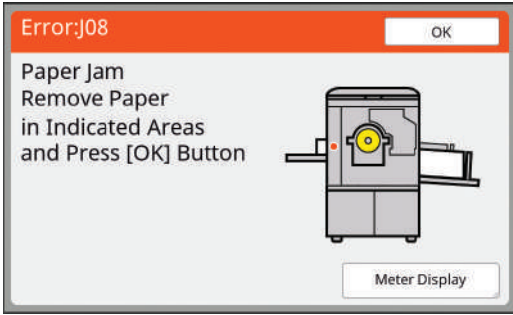 Error:J08
OK
Paper Jam
Remove Paper
in Indicated Areas
and Press [OK] Button
Meter Display